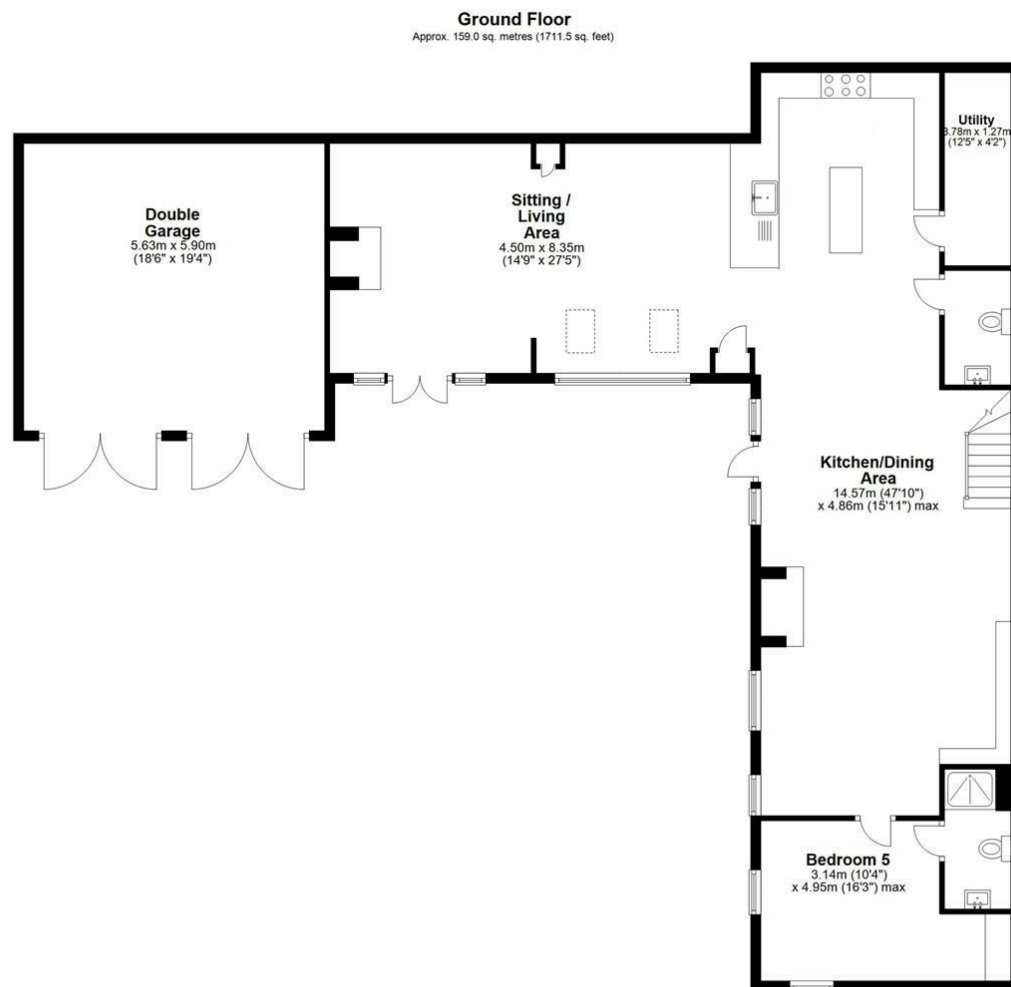 Ground Floor
Approx. 159.0 sq. metres (1711.5 sq. feet)
Utility
3.78m x 1.27m
(12'5" x 4'2")
Double
Garage
5.63m x 5.90m
(18'6" x 19'4")
Sitting /
Living
Area
4.50m x 8.35m
(14'9" x 27'5")
Kitchen/Dining
Area
14.57m (47'10")
x 4.86m (15'11") max
Bedroom 5
3.14m (10'4")
x 4.95m (16'3") max